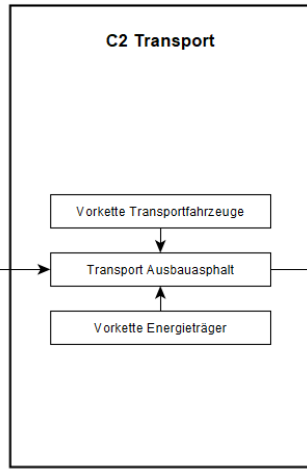 C2 Transport
Vorkette Transportfahrzeuge
Transport Ausbauasphalt
Vorkette Energieträger